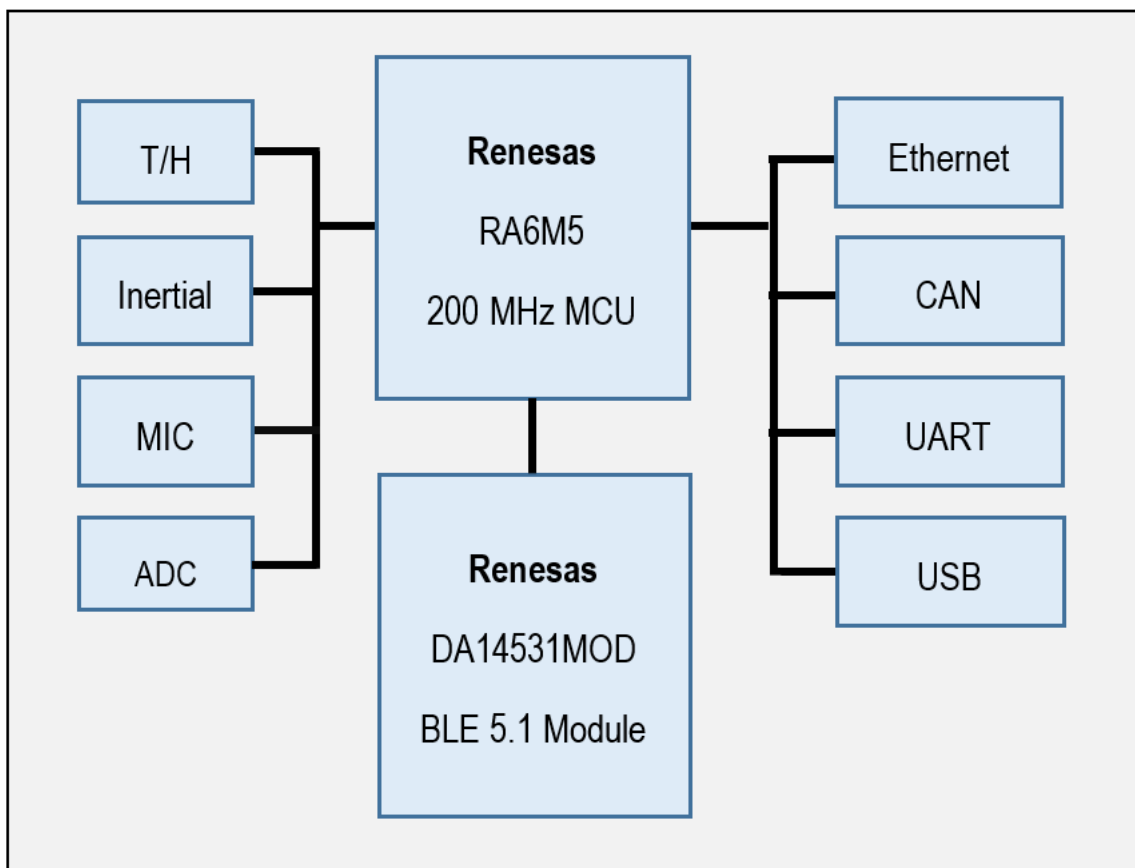 T/H
Inertial
MIC
ADC
Renesas
RA6M5
200 MHz MCU
Renesas
DA14531MOD
BLE 5.1 Module
Ethernet
CAN
UART
USB